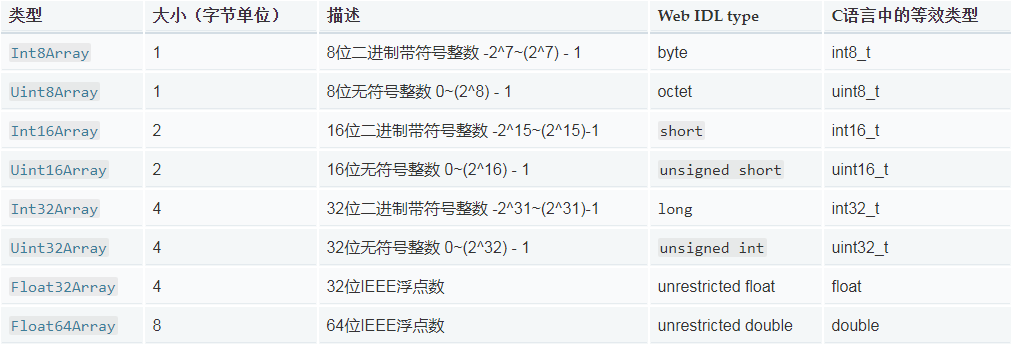 类型 大小（字节单位） 描述 Web IDL type C语言中的等效类型
Int8Array 1 8位二进制带符号整数 -2^7~(2^7) - 1 byte int8_t
Uint8Array 1 8位无符号整数 0~(2^8) - 1 octet uint8_t
Int16Array 2 16位二进制带符号整数 -2^15~(2^15)-1 short int16_t
Uint16Array 2 16位无符号整数 0~(2^16) - 1 unsigned short uint16_t
Int32Array 4 32位二进制带符号整数 -2^31~(2^31)-1 long int32_t
Uint32Array 4 32位无符号整数 0~(2^32) - 1 unsigned int uint32_t
Float32Array 4 32位IEEE浮点数 unrestricted float float
Float64Array 8 64位IEEE浮点数 unrestricted double double